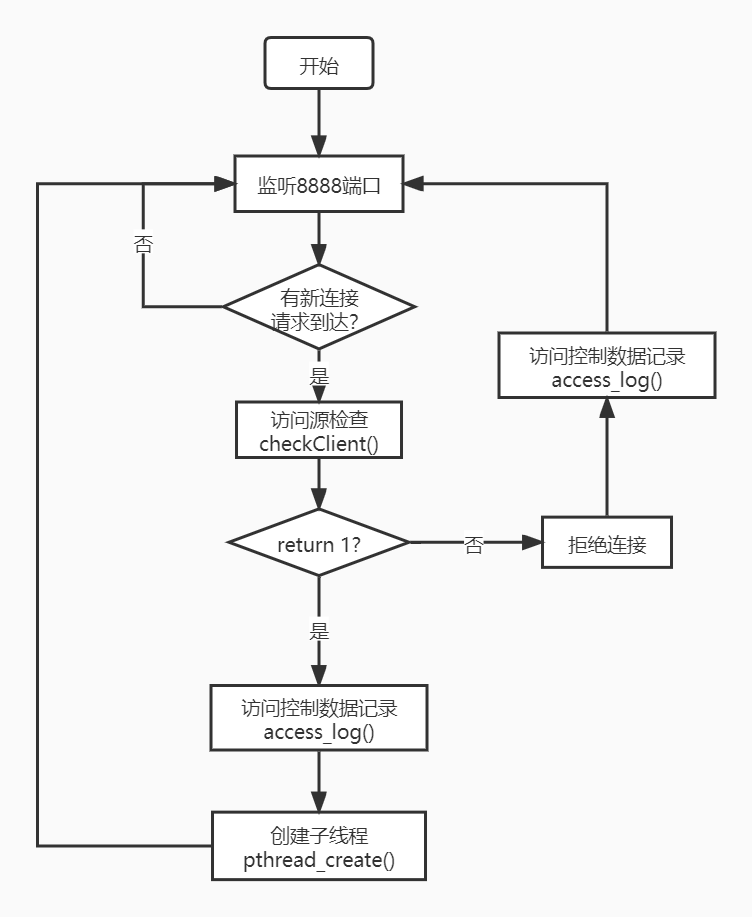 开始
监听8888端口
否
有新连接
请求到达?
是
访问控制数据记录
access_log()
访问源检查
checkClient()
return 1?
否
拒绝连接
是
访问控制数据记录
access_log()
创建子线程
pthread_create()